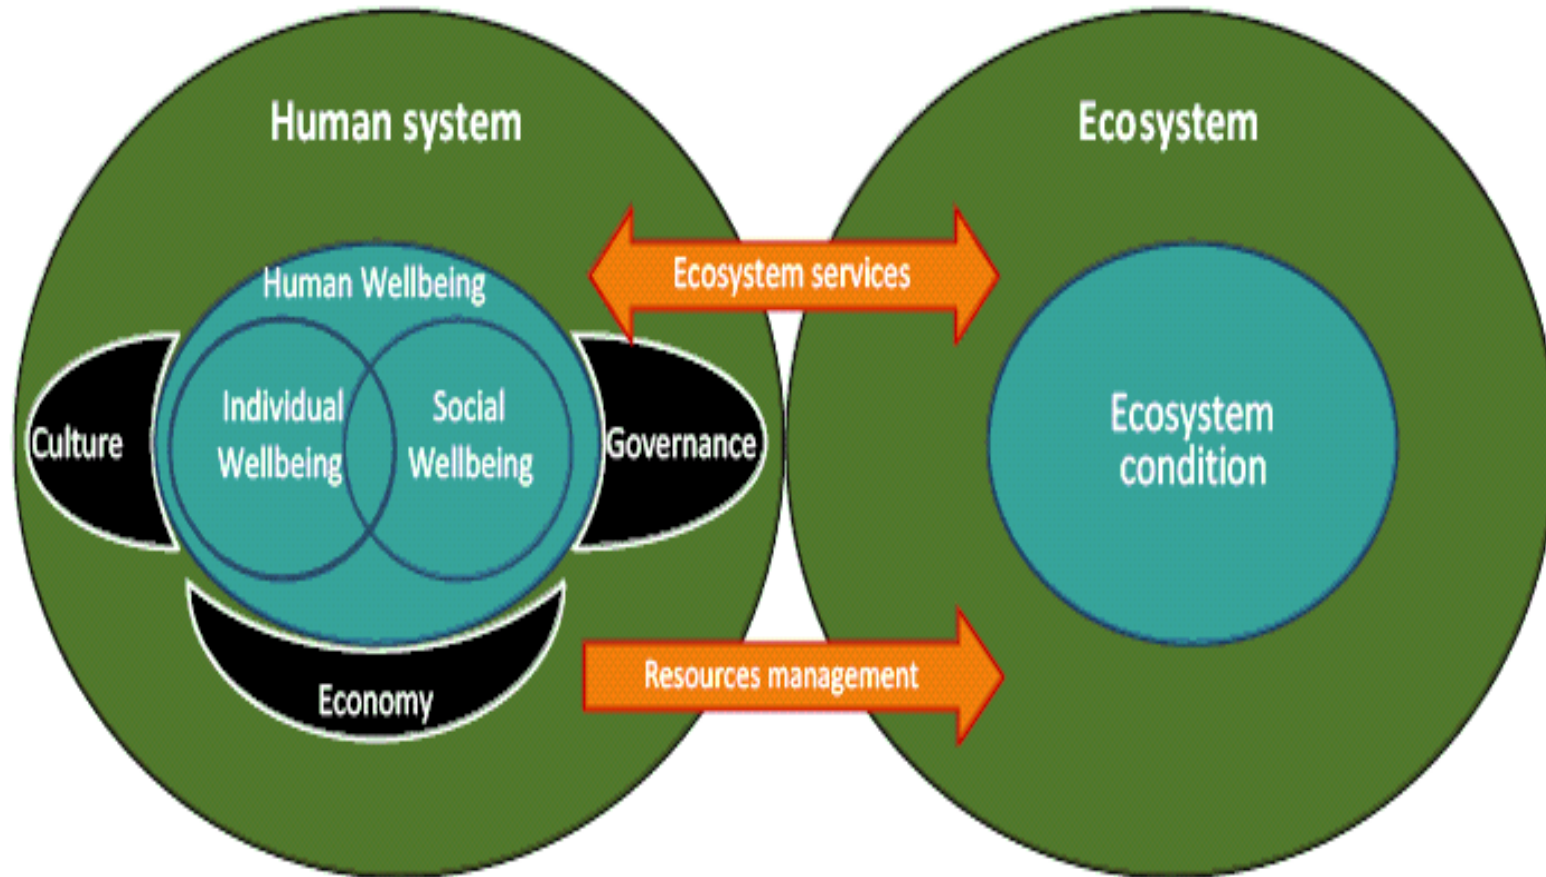 Human system
Ecosystem
Ecosystem services
Human Wellbeing
Individual
Wellbeing
Social
Wellbeing
Culture
Governance
Ecosystem
condition
Resources management
Economy